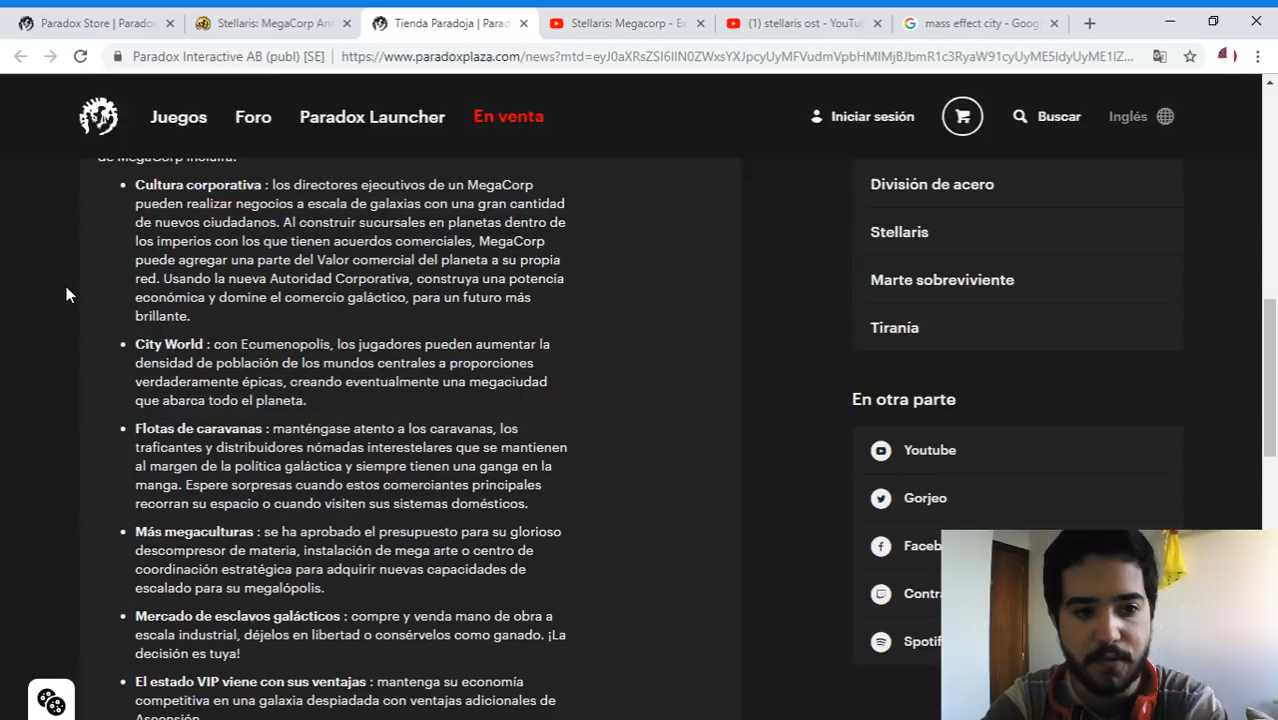 Paradox Store | Paradox
Stellaris: MegaCorp Ann
Tienda Paradoja | Parad
Stellaris: Megacorp - E
(1) stellaris ost - YouTu
mass effect city - Goog
Paradox Interactive AB (publ) [SE]
https://www.paradoxplaza.com/news?mtd=
Juegos
Foro
Paradox Launcher
En venta
Iniciar sesión
Buscar
Inglés
de MegaCorp incluirá:
• Cultura corporativa : los directores ejecutivos de un MegaCorp
pueden realizar negocios a escala de galaxias con una gran cantidad
de nuevos ciudadanos. Al construir sucursales en planetas dentro de
los imperios con los que tienen acuerdos comerciales, MegaCorp
puede agregar una parte del Valor comercial del planeta a su propia
red. Usando la nueva Autoridad Corporativa, construya una potencia
económica y domine el comercio galáctico, para un futuro más
brillante.
• City World : con Ecumenopolis, los jugadores pueden aumentar la
densidad de población de los mundos centrales a proporciones
verdaderamente épicas, creando eventualmente una megaciudad
que abarca todo el planeta.
• Flotas de caravanas : manténgase atento a los caravanas, los
traficantes y distribuidores nómadas interestelares que se mantienen
al margen de la política galáctica y siempre tienen una ganga en la
manga. Espere sorpresas cuando estos comerciantes principales
recorran su espacio o cuando visiten sus sistemas domésticos.
• Más megaculturas : se ha aprobado el presupuesto para su glorioso
descompresor de materia, instalación de mega arte o centro de
coordinación estratégica para adquirir nuevas capacidades de
escalado para su megalópolis.
• Mercado de esclavos galácticos : compre y venda mano de obra a
escala industrial, déjelos en libertad o consérvelos como ganado. ¡La
decisión es tuya!
• El estado VIP viene con sus ventajas : mantenga su economía
competitiva en una galaxia despiadada con ventajas adicionales de
Ascensión
División de acero
Stellaris
Marte sobreviviente
Tiranía
En otra parte
Youtube
Gorjeo
Faceb
Contra
Spotif